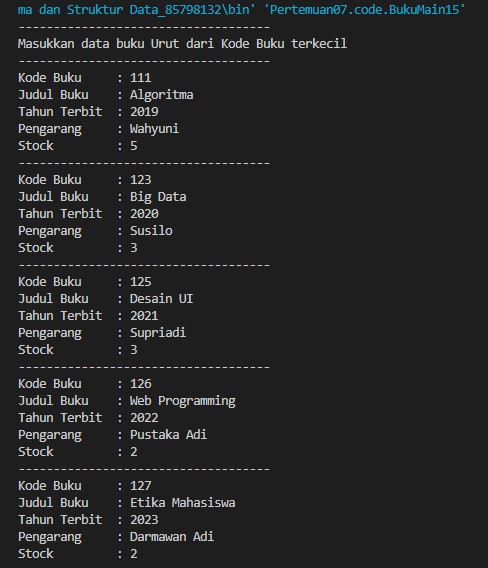 ma dan Struktur Data_85798132\bin' 'Pertemuan07.code.BukuMain15'
------------------------------------
Masukkan data buku Urut dari Kode Buku terkecil
------------------------------------
Kode Buku     : 111
Judul Buku    : Algoritma
Tahun Terbit  : 2019
Pengarang     : Wahyuni
Stock         : 5
------------------------------------
Kode Buku     : 123
Judul Buku    : Big Data
Tahun Terbit  : 2020
Pengarang     : Susilo
Stock         : 3
------------------------------------
Kode Buku     : 125
Judul Buku    : Desain UI
Tahun Terbit  : 2021
Pengarang     : Supriadi
Stock         : 3
------------------------------------
Kode Buku     : 126
Judul Buku    : Web Programming
Tahun Terbit  : 2022
Pengarang     : Pustaka Adi
Stock         : 2
------------------------------------
Kode Buku     : 127
Judul Buku    : Etika Mahasiswa
Tahun Terbit  : 2023
Pengarang     : Darmawan Adi
Stock         : 2